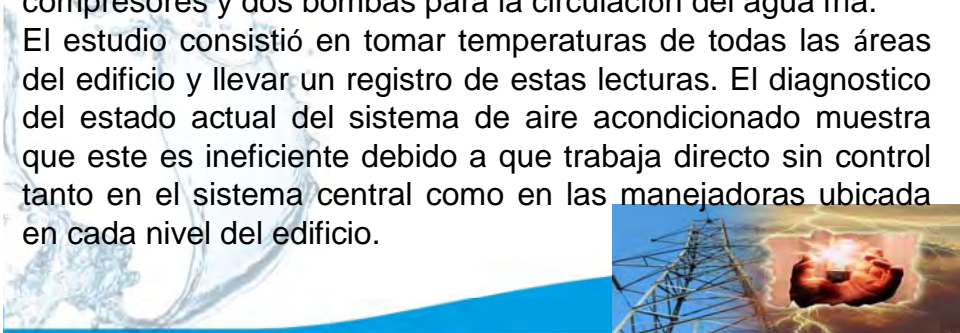 compresores y dos bombas para la circulación del agua fría.
El estudio consistió en tomar temperaturas de todas las áreas
del edificio y llevar un registro de estas lecturas. El diagnostico
del estado actual del sistema de aire acondicionado muestra
que este es ineficiente debido a que trabaja directo sin control
tanto en el sistema central como en las manejadoras ubicada
en cada nivel del edificio.